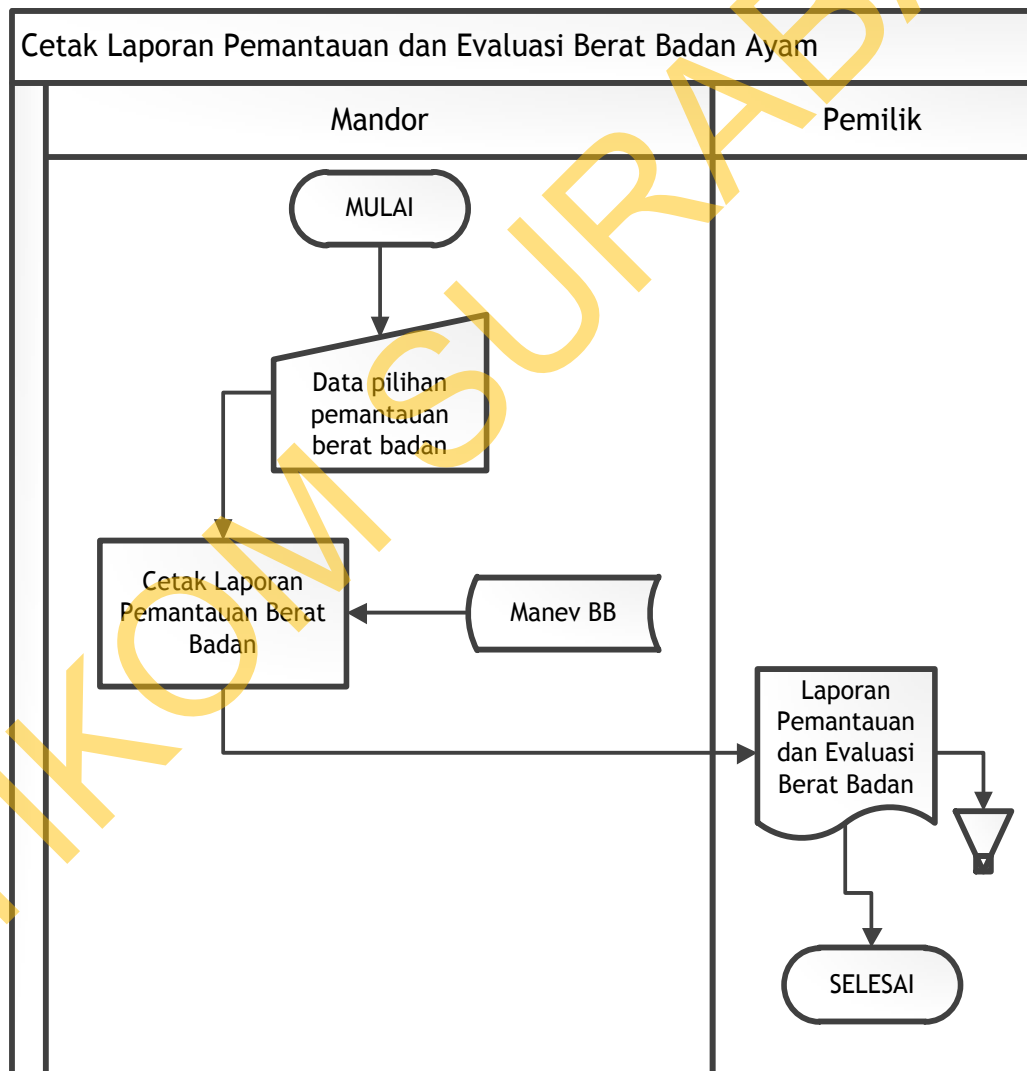 Cetak Laporan Pemantauan dan Evaluasi Berat Badan Ayam
Mandor
Pemilik
MULAI
Data pilihan
pemantauan
berat badan
Cetak Laporan
Pemantauan Berat
Badan
Manev BB
Laporan
Pemantauan
dan Evaluasi
Berat Badan
SELESAI
IKOM SURABA